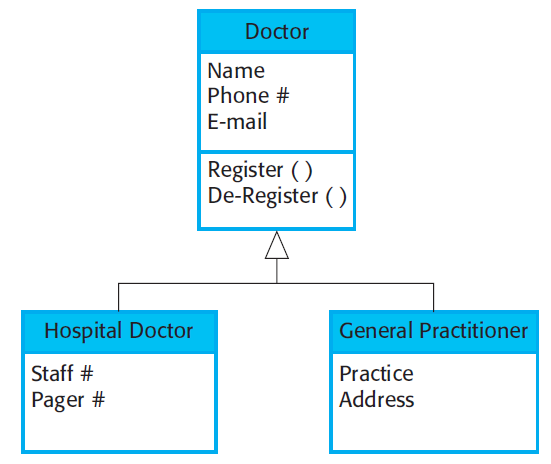 Doctor
Name
Phone #
E-mail
Register ( )
De-Register ( )
Hospital Doctor
Staff #
Pager #
General Practitioner
Practice
Address